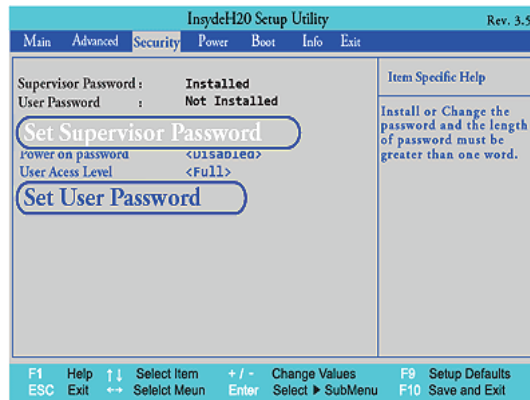 InsydeH20 Setup Utility
Rev. 3.5
Main Advanced Security Power Boot Info Exit
Supervisor Password : Installed
User Password : Not Installed
Set Supervisor Password
Power on password <Disabled>
User Acess Level <Full>
Set User Password
Item Specific Help
Install or Change the
password and the length
of password must be
greater than one word.
F1 Help ↑↓ Select Item + / - Change Values F9 Setup Defaults
ESC Exit ↔ Selelct Meun Enter Select ▶ SubMenu F10 Save and Exit